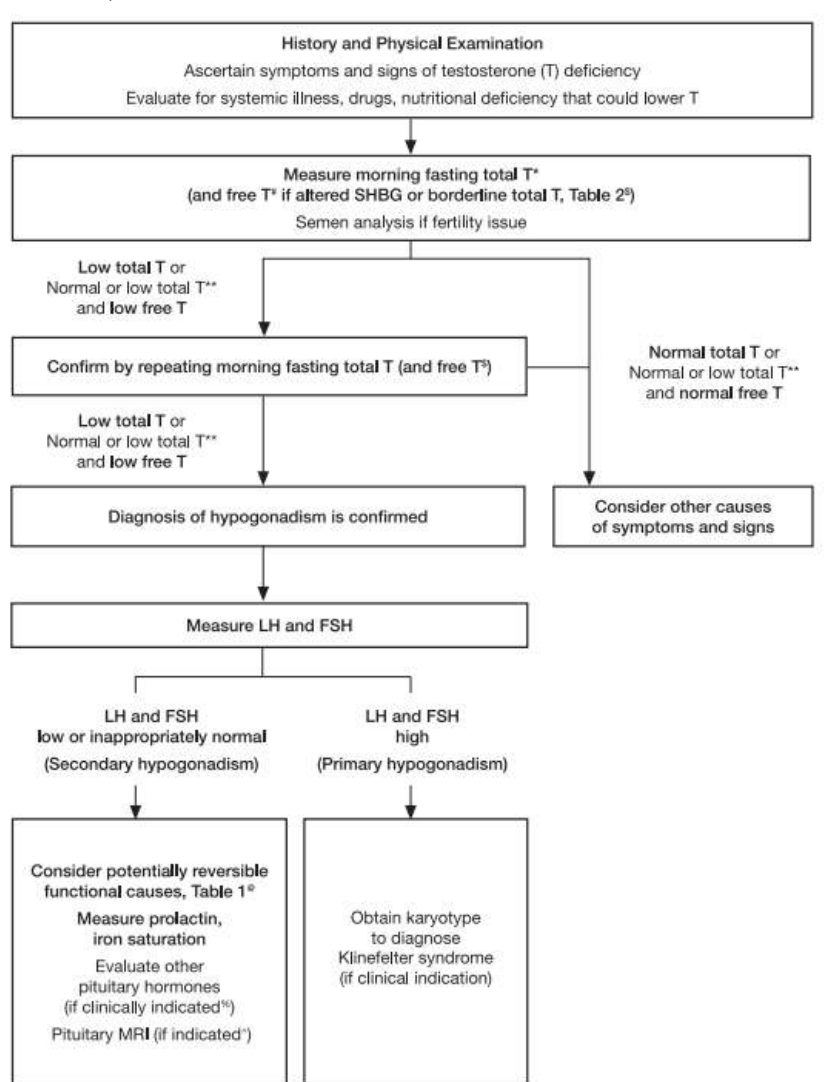 History and Physical Examination
Ascertain symptoms and signs of testosterone (T) deficiency
Evaluate for systemic illness, drugs, nutritional deficiency that could lower T
Measure morning fasting total T*
(and free T¥ if altered SHBG or borderline total T, Table 2$)
Semen analysis if fertility issue
Low total T or
Normal or low total T**
and low free T
Confirm by repeating morning fasting total T (and free T$)
Normal total T or
Normal or low total T**
and normal free T
Low total T or
Normal or low total T**
and low free T
Diagnosis of hypogonadism is confirmed
Consider other causes
of symptoms and signs
Measure LH and FSH
LH and FSH
low or inappropriately normal
(Secondary hypogonadism)
LH and FSH
high
(Primary hypogonadism)
Consider potentially reversible
functional causes, Table 1@
Measure prolactin,
iron saturation
Evaluate other
pituitary hormones
(if clinically indicated%)
Pituitary MRI (if indicated^)
Obtain karyotype
to diagnose
Klinefelter syndrome
(if clinical indication)